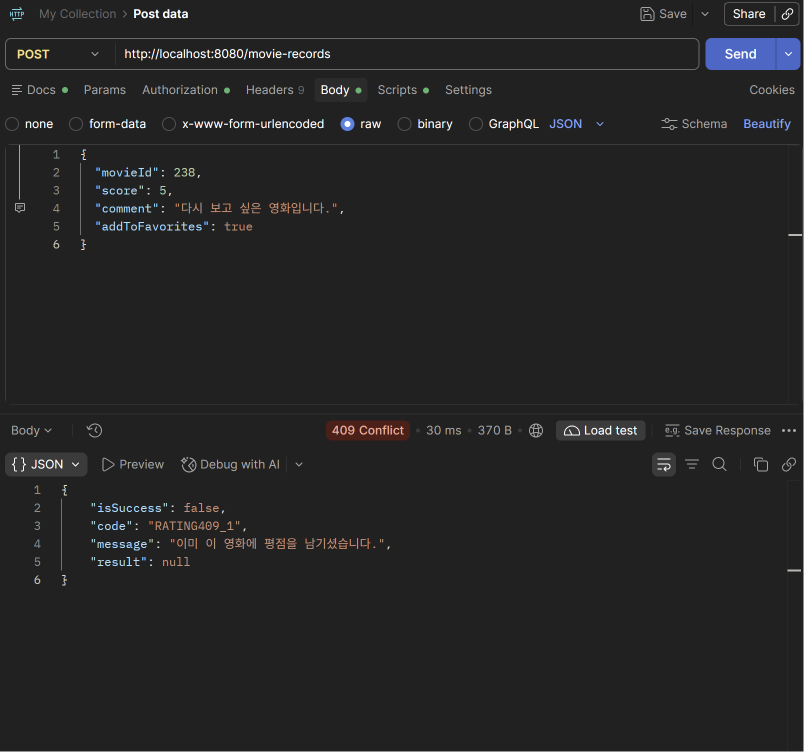 HTTP My Collection > Post data Save Share
POST http://localhost:8080/movie-records Send
Docs Params Authorization Headers 9 Body Scripts Settings Cookies
none form-data x-www-form-urlencoded raw binary GraphQL JSON Schema Beautify
1 {
2 "movieId": 238,
3 "score": 5,
4 "comment": "다시 보고 싶은 영화입니다.",
5 "addToFavorites": true
6 }
Body 409 Conflict • 30 ms • 370 B • Load test e.g. Save Response
{} JSON Preview Debug with AI
1 {
2 "isSuccess": false,
3 "code": "RATING409_1",
4 "message": "이미 이 영화에 평점을 남기셨습니다.",
5 "result": null
6 }